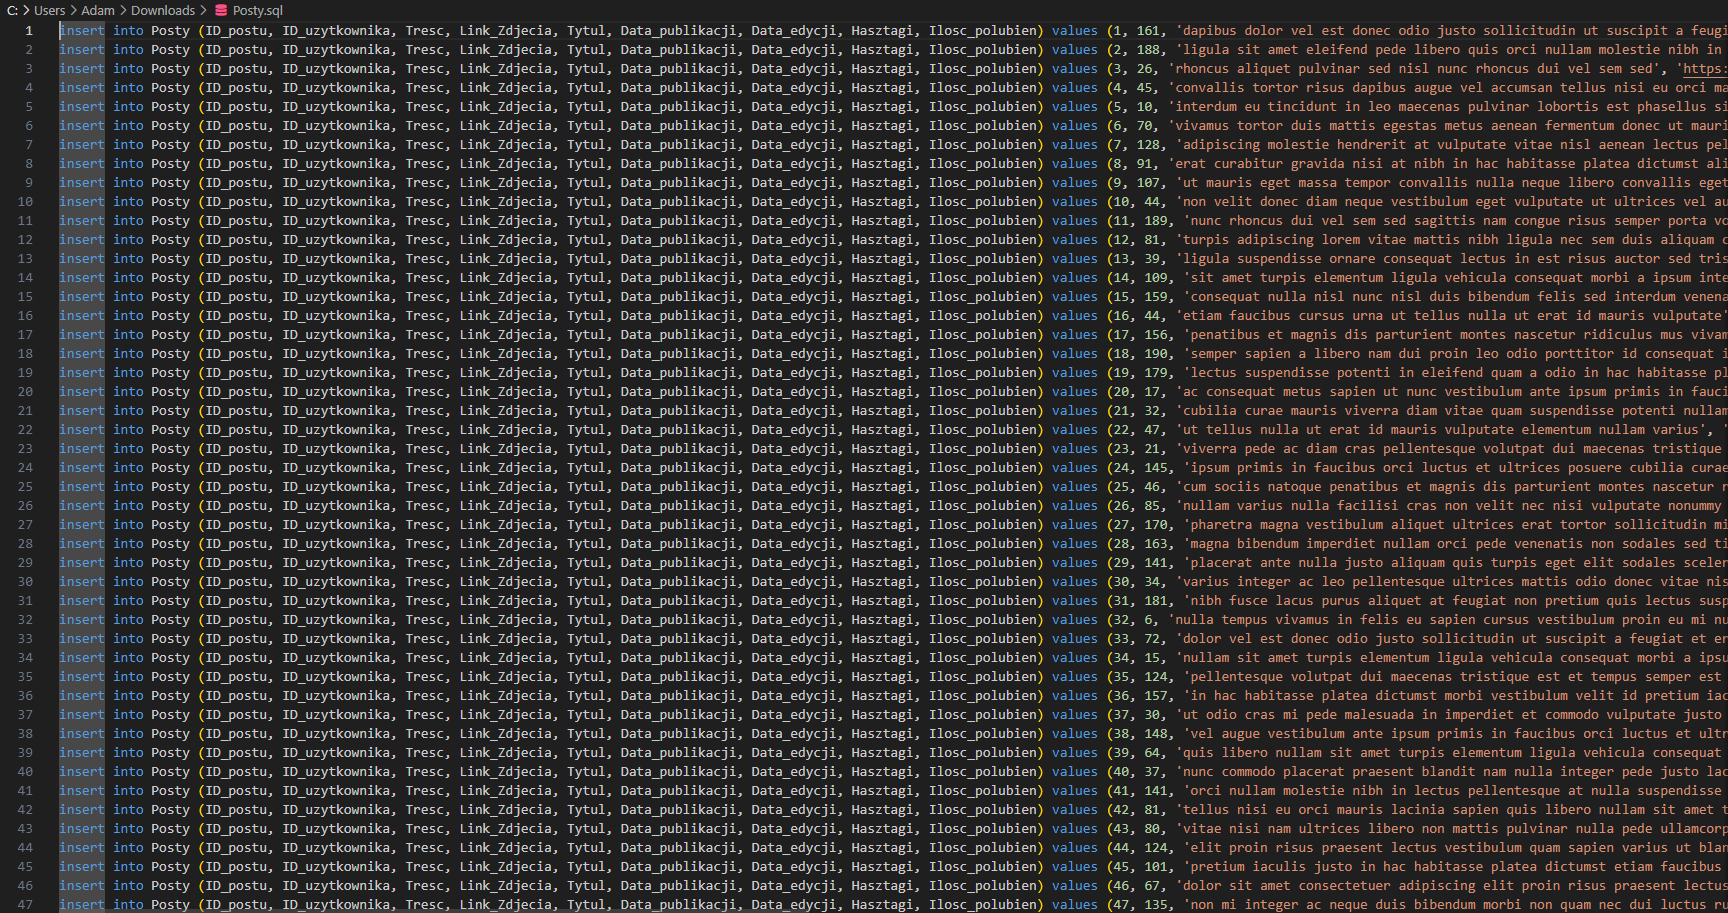 C: > Users > Adam > Downloads > Posty.sql
1 insert into Posty (ID_postu, ID_uzytkownika, Tresc, Link_Zdjecia, Tytul, Data_publikacji, Data_edycji, Hasztagi, Ilosc_polubien) values (1, 161, 'dapibus dolor vel est donec odio justo sollicitudin ut suscipit a feugi
2 insert into Posty (ID_postu, ID_uzytkownika, Tresc, Link_Zdjecia, Tytul, Data_publikacji, Data_edycji, Hasztagi, Ilosc_polubien) values (2, 188, 'ligula sit amet eleifend pede libero quis orci nullam molestie nibh in
3 insert into Posty (ID_postu, ID_uzytkownika, Tresc, Link_Zdjecia, Tytul, Data_publikacji, Data_edycji, Hasztagi, Ilosc_polubien) values (3, 26, 'rhoncus aliquet pulvinar sed nisl nunc rhoncus dui vel sem sed', 'https:
4 insert into Posty (ID_postu, ID_uzytkownika, Tresc, Link_Zdjecia, Tytul, Data_publikacji, Data_edycji, Hasztagi, Ilosc_polubien) values (4, 45, 'convallis tortor risus dapibus augue vel accumsan tellus nisi eu orci ma
5 insert into Posty (ID_postu, ID_uzytkownika, Tresc, Link_Zdjecia, Tytul, Data_publikacji, Data_edycji, Hasztagi, Ilosc_polubien) values (5, 10, 'interdum eu tincidunt in leo maecenas pulvinar lobortis est phasellus si
6 insert into Posty (ID_postu, ID_uzytkownika, Tresc, Link_Zdjecia, Tytul, Data_publikacji, Data_edycji, Hasztagi, Ilosc_polubien) values (6, 70, 'vivamus tortor duis mattis egestas metus aenean fermentum donec ut mauri
7 insert into Posty (ID_postu, ID_uzytkownika, Tresc, Link_Zdjecia, Tytul, Data_publikacji, Data_edycji, Hasztagi, Ilosc_polubien) values (7, 128, 'adipiscing molestie hendrerit at vulputate vitae nisl aenean lectus pel
8 insert into Posty (ID_postu, ID_uzytkownika, Tresc, Link_Zdjecia, Tytul, Data_publikacji, Data_edycji, Hasztagi, Ilosc_polubien) values (8, 91, 'erat curabitur gravida nisi at nibh in hac habitasse platea dictumst ali
9 insert into Posty (ID_postu, ID_uzytkownika, Tresc, Link_Zdjecia, Tytul, Data_publikacji, Data_edycji, Hasztagi, Ilosc_polubien) values (9, 107, 'ut mauris eget massa tempor convallis nulla neque libero convallis eget
10 insert into Posty (ID_postu, ID_uzytkownika, Tresc, Link_Zdjecia, Tytul, Data_publikacji, Data_edycji, Hasztagi, Ilosc_polubien) values (10, 44, 'non velit donec diam neque vestibulum eget vulputate ut ultrices vel au
11 insert into Posty (ID_postu, ID_uzytkownika, Tresc, Link_Zdjecia, Tytul, Data_publikacji, Data_edycji, Hasztagi, Ilosc_polubien) values (11, 189, 'nunc rhoncus dui vel sem sed sagittis nam congue risus semper porta vo
12 insert into Posty (ID_postu, ID_uzytkownika, Tresc, Link_Zdjecia, Tytul, Data_publikacji, Data_edycji, Hasztagi, Ilosc_polubien) values (12, 81, 'turpis adipiscing lorem vitae mattis nibh ligula nec sem duis aliquam c
13 insert into Posty (ID_postu, ID_uzytkownika, Tresc, Link_Zdjecia, Tytul, Data_publikacji, Data_edycji, Hasztagi, Ilosc_polubien) values (13, 39, 'ligula suspendisse ornare consequat lectus in est risus auctor sed tris
14 insert into Posty (ID_postu, ID_uzytkownika, Tresc, Link_Zdjecia, Tytul, Data_publikacji, Data_edycji, Hasztagi, Ilosc_polubien) values (14, 109, 'sit amet turpis elementum ligula vehicula consequat morbi a ipsum inte
15 insert into Posty (ID_postu, ID_uzytkownika, Tresc, Link_Zdjecia, Tytul, Data_publikacji, Data_edycji, Hasztagi, Ilosc_polubien) values (15, 159, 'consequat nulla nisl nunc nisl duis bibendum felis sed interdum venena
16 insert into Posty (ID_postu, ID_uzytkownika, Tresc, Link_Zdjecia, Tytul, Data_publikacji, Data_edycji, Hasztagi, Ilosc_polubien) values (16, 44, 'etiam faucibus cursus urna ut tellus nulla ut erat id mauris vulputate'
17 insert into Posty (ID_postu, ID_uzytkownika, Tresc, Link_Zdjecia, Tytul, Data_publikacji, Data_edycji, Hasztagi, Ilosc_polubien) values (17, 156, 'penatibus et magnis dis parturient montes nascetur ridiculus mus vivam
18 insert into Posty (ID_postu, ID_uzytkownika, Tresc, Link_Zdjecia, Tytul, Data_publikacji, Data_edycji, Hasztagi, Ilosc_polubien) values (18, 190, 'semper sapien a libero nam dui proin leo odio porttitor id consequat i
19 insert into Posty (ID_postu, ID_uzytkownika, Tresc, Link_Zdjecia, Tytul, Data_publikacji, Data_edycji, Hasztagi, Ilosc_polubien) values (19, 179, 'lectus suspendisse potenti in eleifend quam a odio in hac habitasse pl
20 insert into Posty (ID_postu, ID_uzytkownika, Tresc, Link_Zdjecia, Tytul, Data_publikacji, Data_edycji, Hasztagi, Ilosc_polubien) values (20, 17, 'ac consequat metus sapien ut nunc vestibulum ante ipsum primis in fauci
21 insert into Posty (ID_postu, ID_uzytkownika, Tresc, Link_Zdjecia, Tytul, Data_publikacji, Data_edycji, Hasztagi, Ilosc_polubien) values (21, 32, 'cubilia curae mauris viverra diam vitae quam suspendisse potenti nullam
22 insert into Posty (ID_postu, ID_uzytkownika, Tresc, Link_Zdjecia, Tytul, Data_publikacji, Data_edycji, Hasztagi, Ilosc_polubien) values (22, 47, 'ut tellus nulla ut erat id mauris vulputate elementum nullam varius', '
23 insert into Posty (ID_postu, ID_uzytkownika, Tresc, Link_Zdjecia, Tytul, Data_publikacji, Data_edycji, Hasztagi, Ilosc_polubien) values (23, 21, 'viverra pede ac diam cras pellentesque volutpat dui maecenas tristique
24 insert into Posty (ID_postu, ID_uzytkownika, Tresc, Link_Zdjecia, Tytul, Data_publikacji, Data_edycji, Hasztagi, Ilosc_polubien) values (24, 145, 'ipsum primis in faucibus orci luctus et ultrices posuere cubilia curae
25 insert into Posty (ID_postu, ID_uzytkownika, Tresc, Link_Zdjecia, Tytul, Data_publikacji, Data_edycji, Hasztagi, Ilosc_polubien) values (25, 46, 'cum sociis natoque penatibus et magnis dis parturient montes nascetur r
26 insert into Posty (ID_postu, ID_uzytkownika, Tresc, Link_Zdjecia, Tytul, Data_publikacji, Data_edycji, Hasztagi, Ilosc_polubien) values (26, 85, 'nullam varius nulla facilisi cras non velit nec nisi vulputate nonummy
27 insert into Posty (ID_postu, ID_uzytkownika, Tresc, Link_Zdjecia, Tytul, Data_publikacji, Data_edycji, Hasztagi, Ilosc_polubien) values (27, 170, 'pharetra magna vestibulum aliquet ultrices erat tortor sollicitudin mi
28 insert into Posty (ID_postu, ID_uzytkownika, Tresc, Link_Zdjecia, Tytul, Data_publikacji, Data_edycji, Hasztagi, Ilosc_polubien) values (28, 163, 'magna bibendum imperdiet nullam orci pede venenatis non sodales sed ti
29 insert into Posty (ID_postu, ID_uzytkownika, Tresc, Link_Zdjecia, Tytul, Data_publikacji, Data_edycji, Hasztagi, Ilosc_polubien) values (29, 141, 'placerat ante nulla justo aliquam quis turpis eget elit sodales sceler
30 insert into Posty (ID_postu, ID_uzytkownika, Tresc, Link_Zdjecia, Tytul, Data_publikacji, Data_edycji, Hasztagi, Ilosc_polubien) values (30, 34, 'varius integer ac leo pellentesque ultrices mattis odio donec vitae nis
31 insert into Posty (ID_postu, ID_uzytkownika, Tresc, Link_Zdjecia, Tytul, Data_publikacji, Data_edycji, Hasztagi, Ilosc_polubien) values (31, 181, 'nibh fusce lacus purus aliquet at feugiat non pretium quis lectus susp
32 insert into Posty (ID_postu, ID_uzytkownika, Tresc, Link_Zdjecia, Tytul, Data_publikacji, Data_edycji, Hasztagi, Ilosc_polubien) values (32, 6, 'nulla tempus vivamus in felis eu sapien cursus vestibulum proin eu mi nu
33 insert into Posty (ID_postu, ID_uzytkownika, Tresc, Link_Zdjecia, Tytul, Data_publikacji, Data_edycji, Hasztagi, Ilosc_polubien) values (33, 72, 'dolor vel est donec odio justo sollicitudin ut suscipit a feugiat et er
34 insert into Posty (ID_postu, ID_uzytkownika, Tresc, Link_Zdjecia, Tytul, Data_publikacji, Data_edycji, Hasztagi, Ilosc_polubien) values (34, 15, 'nullam sit amet turpis elementum ligula vehicula consequat morbi a ipsu
35 insert into Posty (ID_postu, ID_uzytkownika, Tresc, Link_Zdjecia, Tytul, Data_publikacji, Data_edycji, Hasztagi, Ilosc_polubien) values (35, 124, 'pellentesque volutpat dui maecenas tristique est et tempus semper est
36 insert into Posty (ID_postu, ID_uzytkownika, Tresc, Link_Zdjecia, Tytul, Data_publikacji, Data_edycji, Hasztagi, Ilosc_polubien) values (36, 157, 'in hac habitasse platea dictumst morbi vestibulum velit id pretium iac
37 insert into Posty (ID_postu, ID_uzytkownika, Tresc, Link_Zdjecia, Tytul, Data_publikacji, Data_edycji, Hasztagi, Ilosc_polubien) values (37, 30, 'ut odio cras mi pede malesuada in imperdiet et commodo vulputate justo
38 insert into Posty (ID_postu, ID_uzytkownika, Tresc, Link_Zdjecia, Tytul, Data_publikacji, Data_edycji, Hasztagi, Ilosc_polubien) values (38, 148, 'vel augue vestibulum ante ipsum primis in faucibus orci luctus et ultr
39 insert into Posty (ID_postu, ID_uzytkownika, Tresc, Link_Zdjecia, Tytul, Data_publikacji, Data_edycji, Hasztagi, Ilosc_polubien) values (39, 64, 'quis libero nullam sit amet turpis elementum ligula vehicula consequat
40 insert into Posty (ID_postu, ID_uzytkownika, Tresc, Link_Zdjecia, Tytul, Data_publikacji, Data_edycji, Hasztagi, Ilosc_polubien) values (40, 37, 'nunc commodo placerat praesent blandit nam nulla integer pede justo lac
41 insert into Posty (ID_postu, ID_uzytkownika, Tresc, Link_Zdjecia, Tytul, Data_publikacji, Data_edycji, Hasztagi, Ilosc_polubien) values (41, 141, 'orci nullam molestie nibh in lectus pellentesque at nulla suspendisse
42 insert into Posty (ID_postu, ID_uzytkownika, Tresc, Link_Zdjecia, Tytul, Data_publikacji, Data_edycji, Hasztagi, Ilosc_polubien) values (42, 81, 'tellus nisi eu orci mauris lacinia sapien quis libero nullam sit amet t
43 insert into Posty (ID_postu, ID_uzytkownika, Tresc, Link_Zdjecia, Tytul, Data_publikacji, Data_edycji, Hasztagi, Ilosc_polubien) values (43, 80, 'vitae nisi nam ultrices libero non mattis pulvinar nulla pede ullamcorp
44 insert into Posty (ID_postu, ID_uzytkownika, Tresc, Link_Zdjecia, Tytul, Data_publikacji, Data_edycji, Hasztagi, Ilosc_polubien) values (44, 124, 'elit proin risus praesent lectus vestibulum quam sapien varius ut blan
45 insert into Posty (ID_postu, ID_uzytkownika, Tresc, Link_Zdjecia, Tytul, Data_publikacji, Data_edycji, Hasztagi, Ilosc_polubien) values (45, 101, 'pretium iaculis justo in hac habitasse platea dictumst etiam faucibus
46 insert into Posty (ID_postu, ID_uzytkownika, Tresc, Link_Zdjecia, Tytul, Data_publikacji, Data_edycji, Hasztagi, Ilosc_polubien) values (46, 67, 'dolor sit amet consectetuer adipiscing elit proin risus praesent lectus
47 insert into Posty (ID_postu, ID_uzytkownika, Tresc, Link_Zdjecia, Tytul, Data_publikacji, Data_edycji, Hasztagi, Ilosc_polubien) values (47, 135, 'non mi integer ac neque duis bibendum morbi non quam nec dui luctus ru